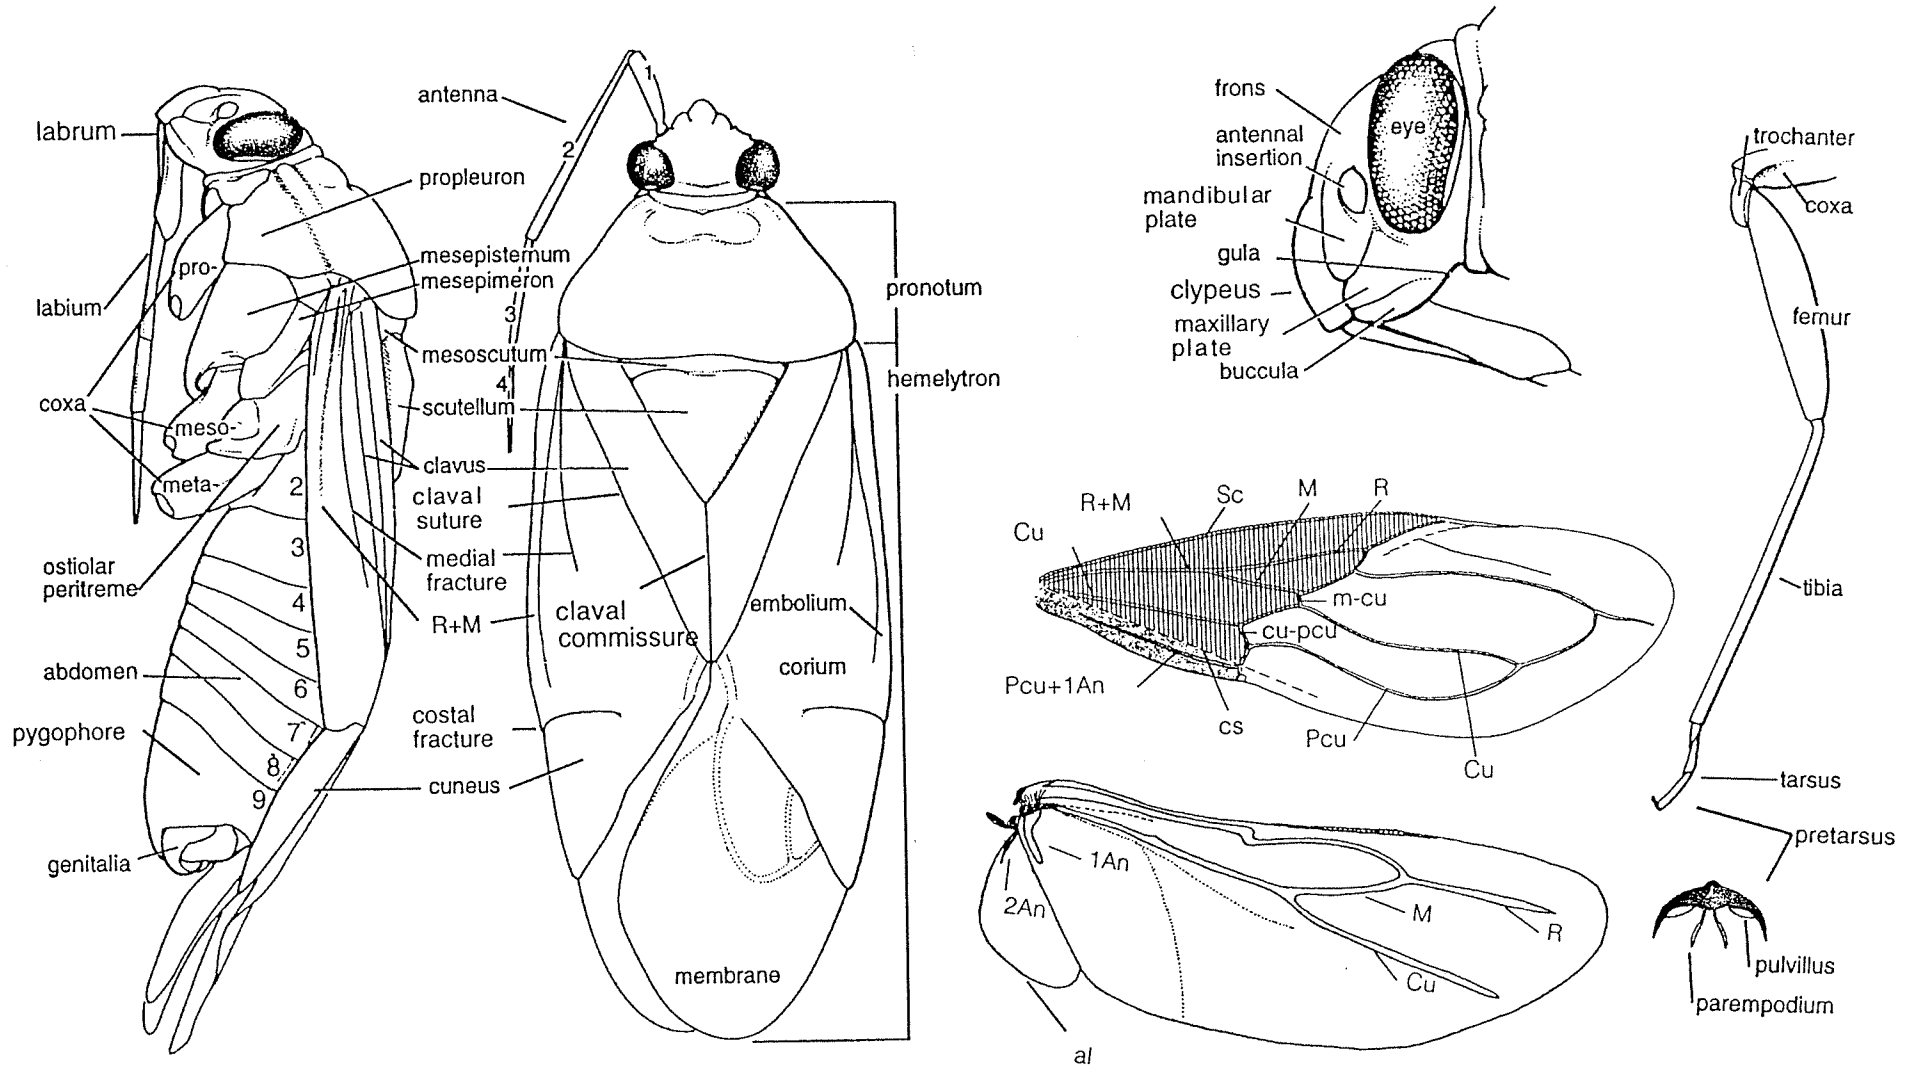 labrum
labium
coxa
pro-
meso-
meta-
ostiolar
peritreme
abdomen
pygophore
genitalia
2
3
4
5
6
7
8
9
antenna
propleuron
mesepisternum
mesepimeron
mesoscutum
scutellum
clavus
claval
suture
medial
fracture
R+M
costal
fracture
cuneus
1
2
3
4
1
pronotum
hemelytron
claval
commissure
embolium
corium
membrane
frons
antennal
insertion
mandibular
plate
gula
clypeus
maxillary
plate
buccula
eye
trochanter
coxa
femur
tibia
tarsus
pretarsus
pulvillus
parempodium
Cu
R+M
Sc
M
R
m-cu
cu-pcu
Pcu+1An
cs
Pcu
Cu
1An
2An
M
R
Cu
al